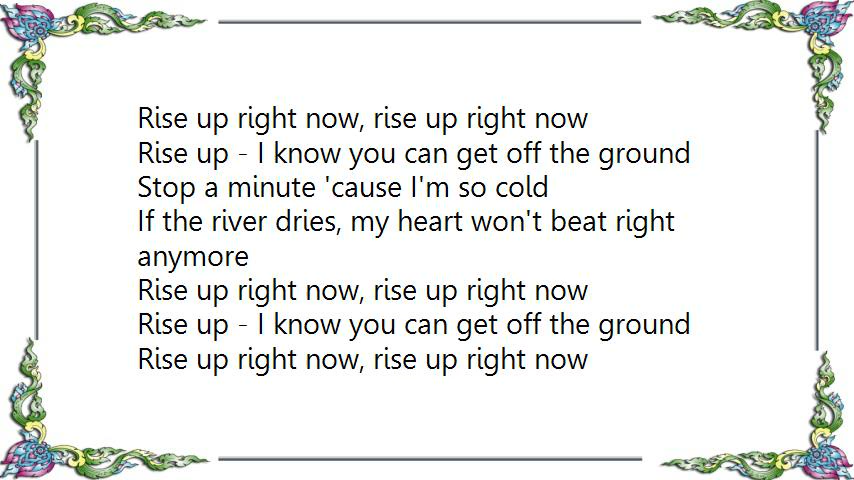 Rise up right now, rise up right now
Rise up - I know you can get off the ground
Stop a minute 'cause I'm so cold
If the river dries, my heart won't beat right
anymore
Rise up right now, rise up right now
Rise up - I know you can get off the ground
Rise up right now, rise up right now